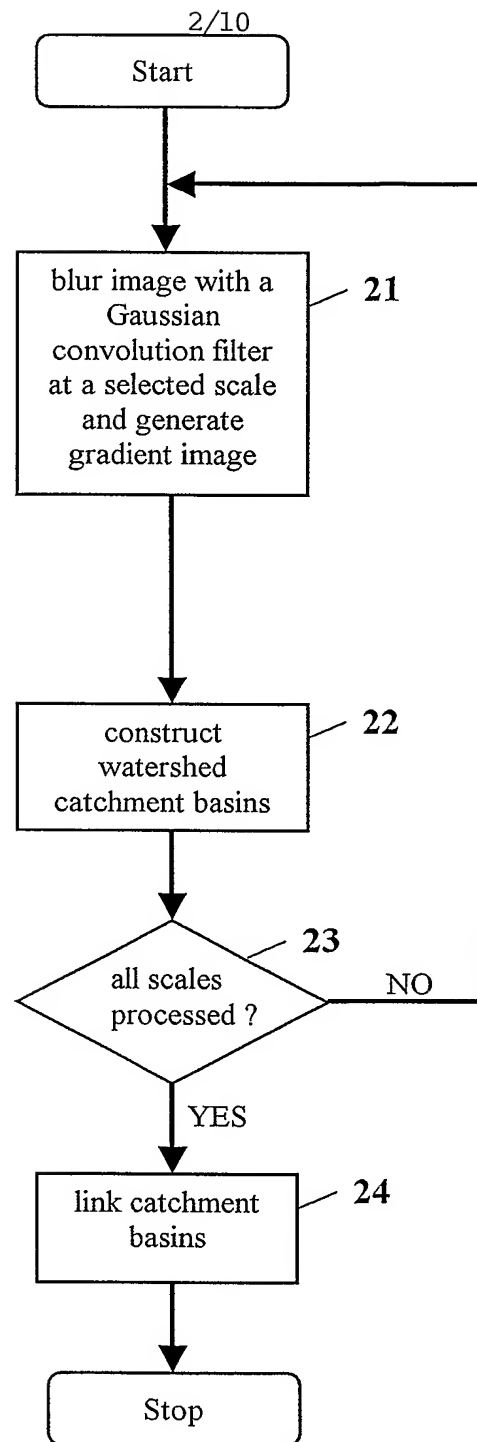 2/10
Start
blur image with a
Gaussian
convolution filter
at a selected scale
and generate
gradient image
21
construct
watershed
catchment basins
22
all scales
processed ?
23
NO
YES
link catchment
basins
24
Stop